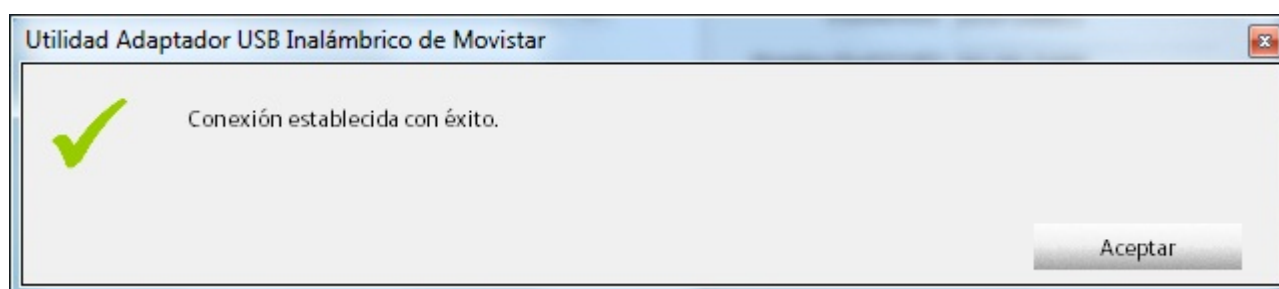 Utilidad Adaptador USB Inalámbrico de Movistar
Conexión establecida con éxito.
Aceptar